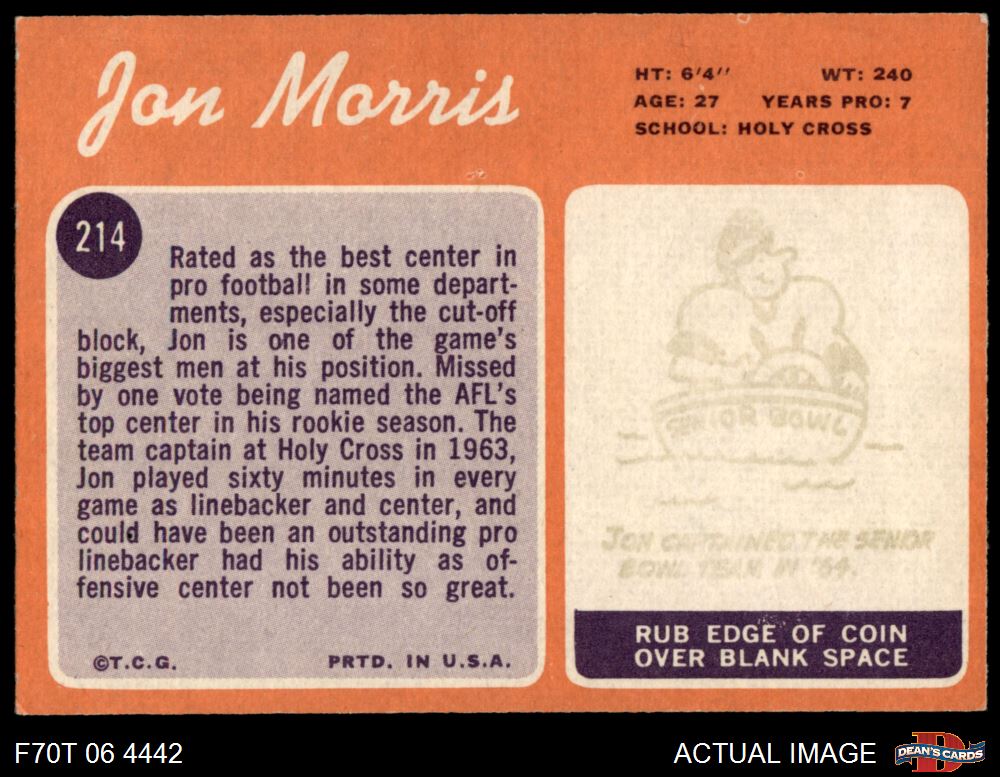 Jon Morris
HT: 6'4'' WT: 240
AGE: 27 YEARS PRO: 7
SCHOOL: HOLY CROSS
214
Rated as the best center in
pro football in some depart-
ments, especially the cut-off
block, Jon is one of the game's
biggest men at his position. Missed
by one vote being named the AFL's
top center in his rookie season. The
team captain at Holy Cross in 1963,
Jon played sixty minutes in every
game as linebacker and center, and
could have been an outstanding pro
linebacker had his ability as of-
fensive center not been so great.
©T.C.G. PRTD. IN U.S.A.
SENIOR BOWL
JON CAPTAINED THE SENIOR
BOWL TEAM IN '64.
RUB EDGE OF COIN
OVER BLANK SPACE
F70T 06 4442
ACTUAL IMAGE
D
DEAN'S CARDS